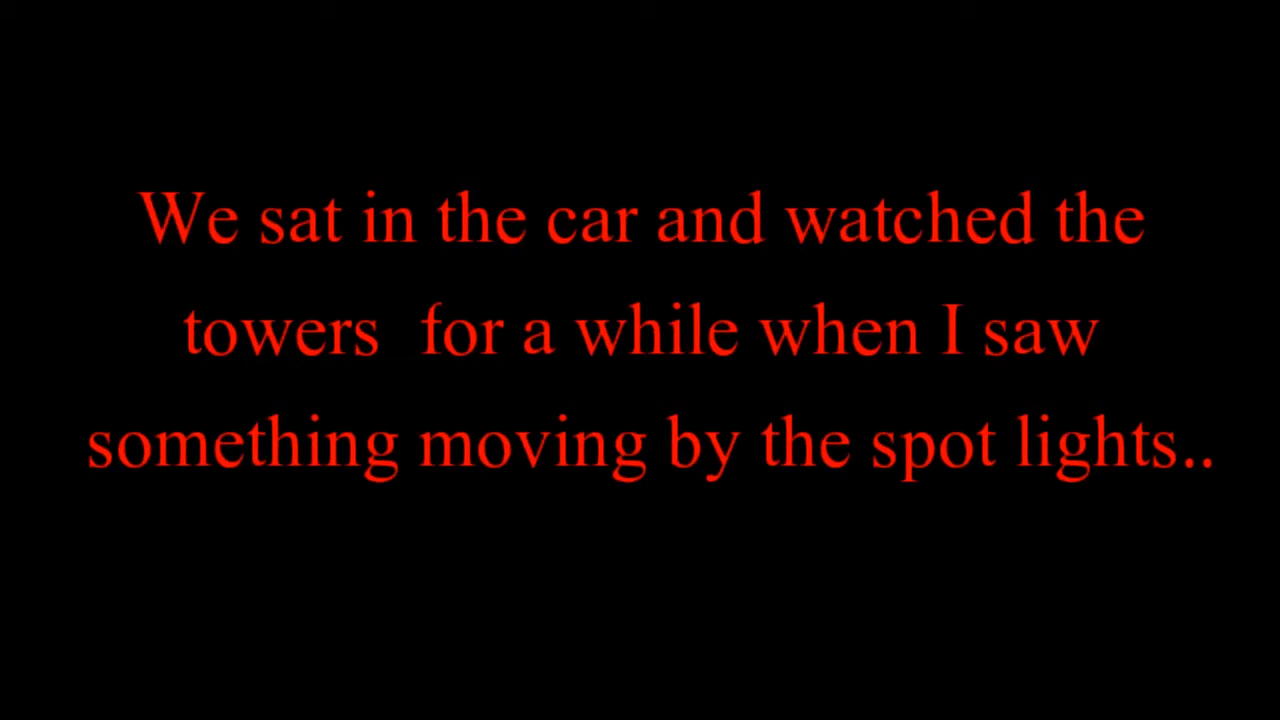 We sat in the car and watched the
towers  for a while when I saw
something moving by the spot lights..